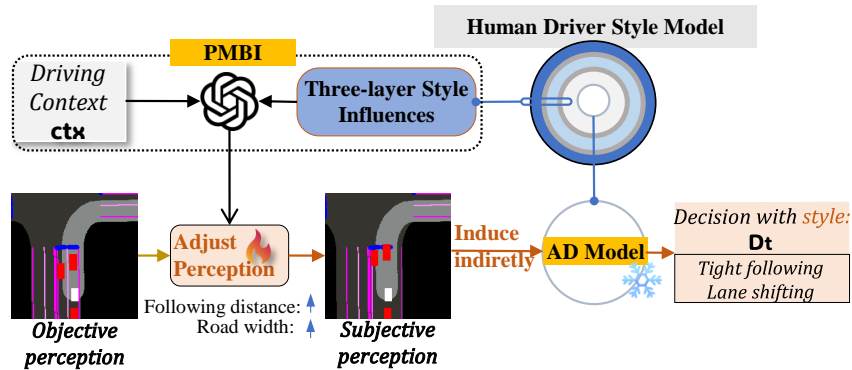 Human Driver Style Model
PMBI
Driving
Context
ctx
Three-layer Style
Influences
Adjust
Perception
Induce
indiretly
AD Model
Decision with style:
Dt
Tight following
Lane shifting
Following distance:
Road width:
Objective
perception
Subjective
perception